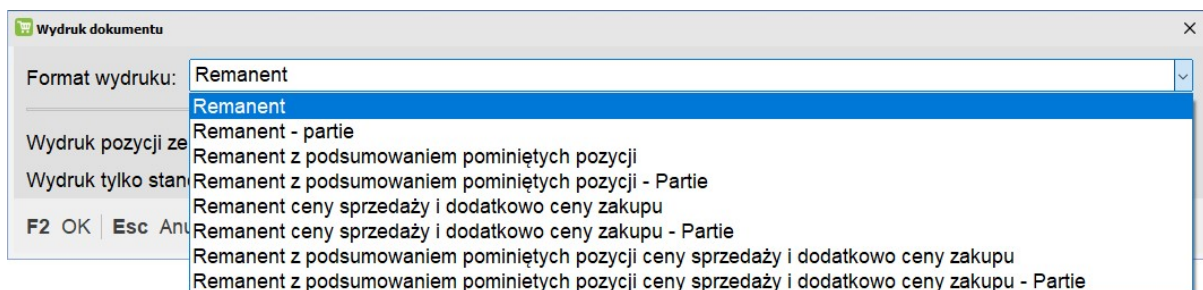 Wydruk dokumentu
Format wydruku: Remanent
Remanent
Remanent - partie
Wydruk pozycji ze
Remanent z podsumowaniem pominiętych pozycji
Wydruk tylko stan
Remanent z podsumowaniem pominiętych pozycji - Partie
Remanent ceny sprzedaży i dodatkowo ceny zakupu
F2 OK Esc Anu
Remanent ceny sprzedaży i dodatkowo ceny zakupu - Partie
Remanent z podsumowaniem pominiętych pozycji ceny sprzedaży i dodatkowo ceny zakupu
Remanent z podsumowaniem pominiętych pozycji ceny sprzedaży i dodatkowo ceny zakupu - Partie